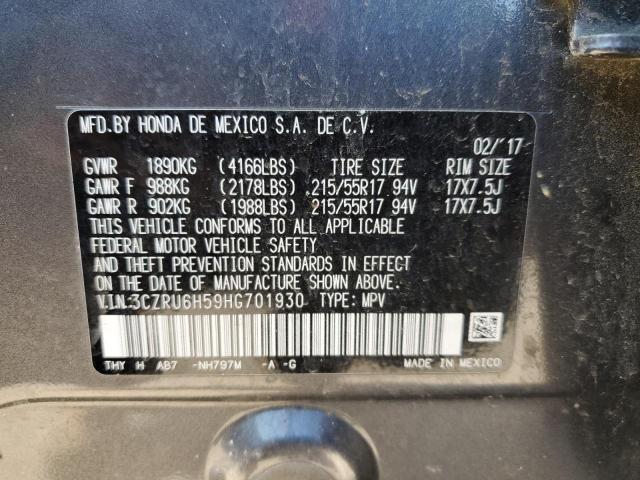 MFD.BY HONDA DE MEXICO S.A. DE C.V.
02/'17
GVWR 1890KG (4166LBS) TIRE SIZE RIM SIZE
GAWR F 988KG (2178LBS) 215/55R17 94V 17X7.5J
GAWR R 902KG (1988LBS) 215/55R17 94V 17X7.5J
THIS VEHICLE CONFORMS TO ALL APPLICABLE
FEDERAL MOTOR VEHICLE SAFETY
AND THEFT PREVENTION STANDARDS IN EFFECT
ON THE DATE OF MANUFACTURE SHOWN ABOVE.
V.I.N.:3CZRU6H59HG701930 TYPE: MPV
THY H AB7 -NH797M -A -G MADE IN MEXICO